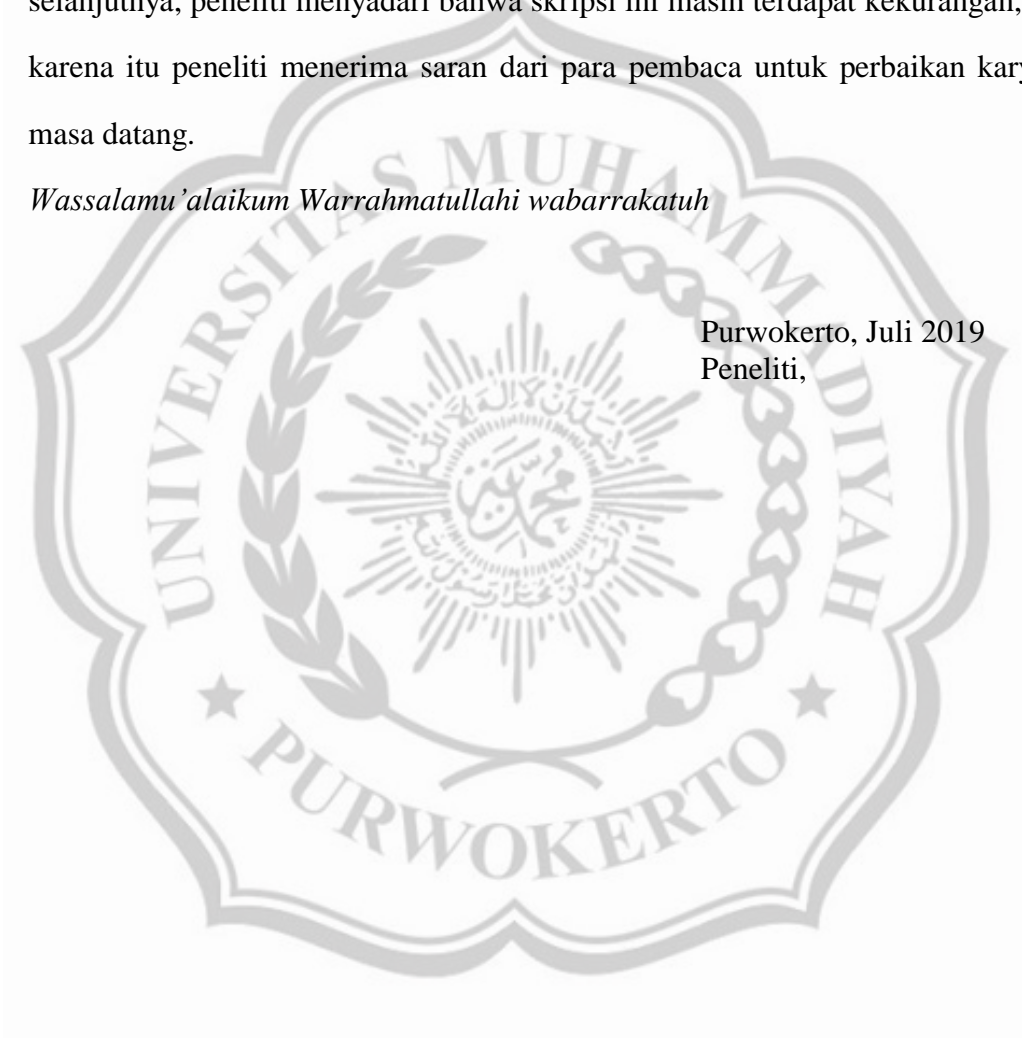 selanjutnya, peneliti menyadari bahwa skripsi ini masih terdapat kekurangan,
karena itu peneliti menerima saran dari para pembaca untuk perbaikan kary
masa datang.
Wassalamu’alaikum Warrahmatullahi wabarrakatuh
Purwokerto, Juli 2019
Peneliti,
UNIVERSITAS MUHAMMADIYAH
PURWOKERTO